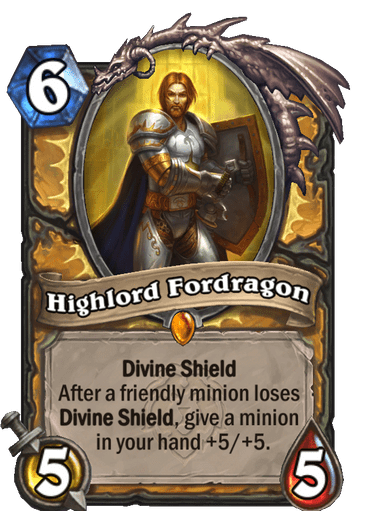 6
Highlord Fordragon
Divine Shield
After a friendly minion loses
Divine Shield, give a minion
in your hand +5/+5.
5
5